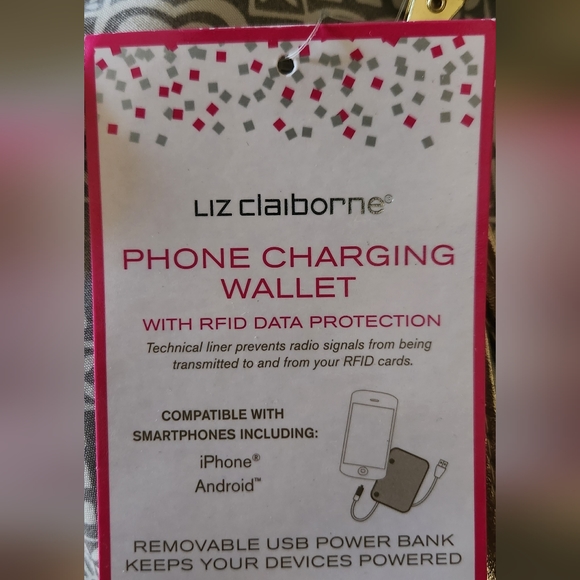 LIZ claiborne®
PHONE CHARGING
WALLET
WITH RFID DATA PROTECTION
Technical liner prevents radio signals from being
transmitted to and from your RFID cards.
COMPATIBLE WITH
SMARTPHONES INCLUDING:
iPhone®
Android™
REMOVABLE USB POWER BANK
KEEPS YOUR DEVICES POWERED